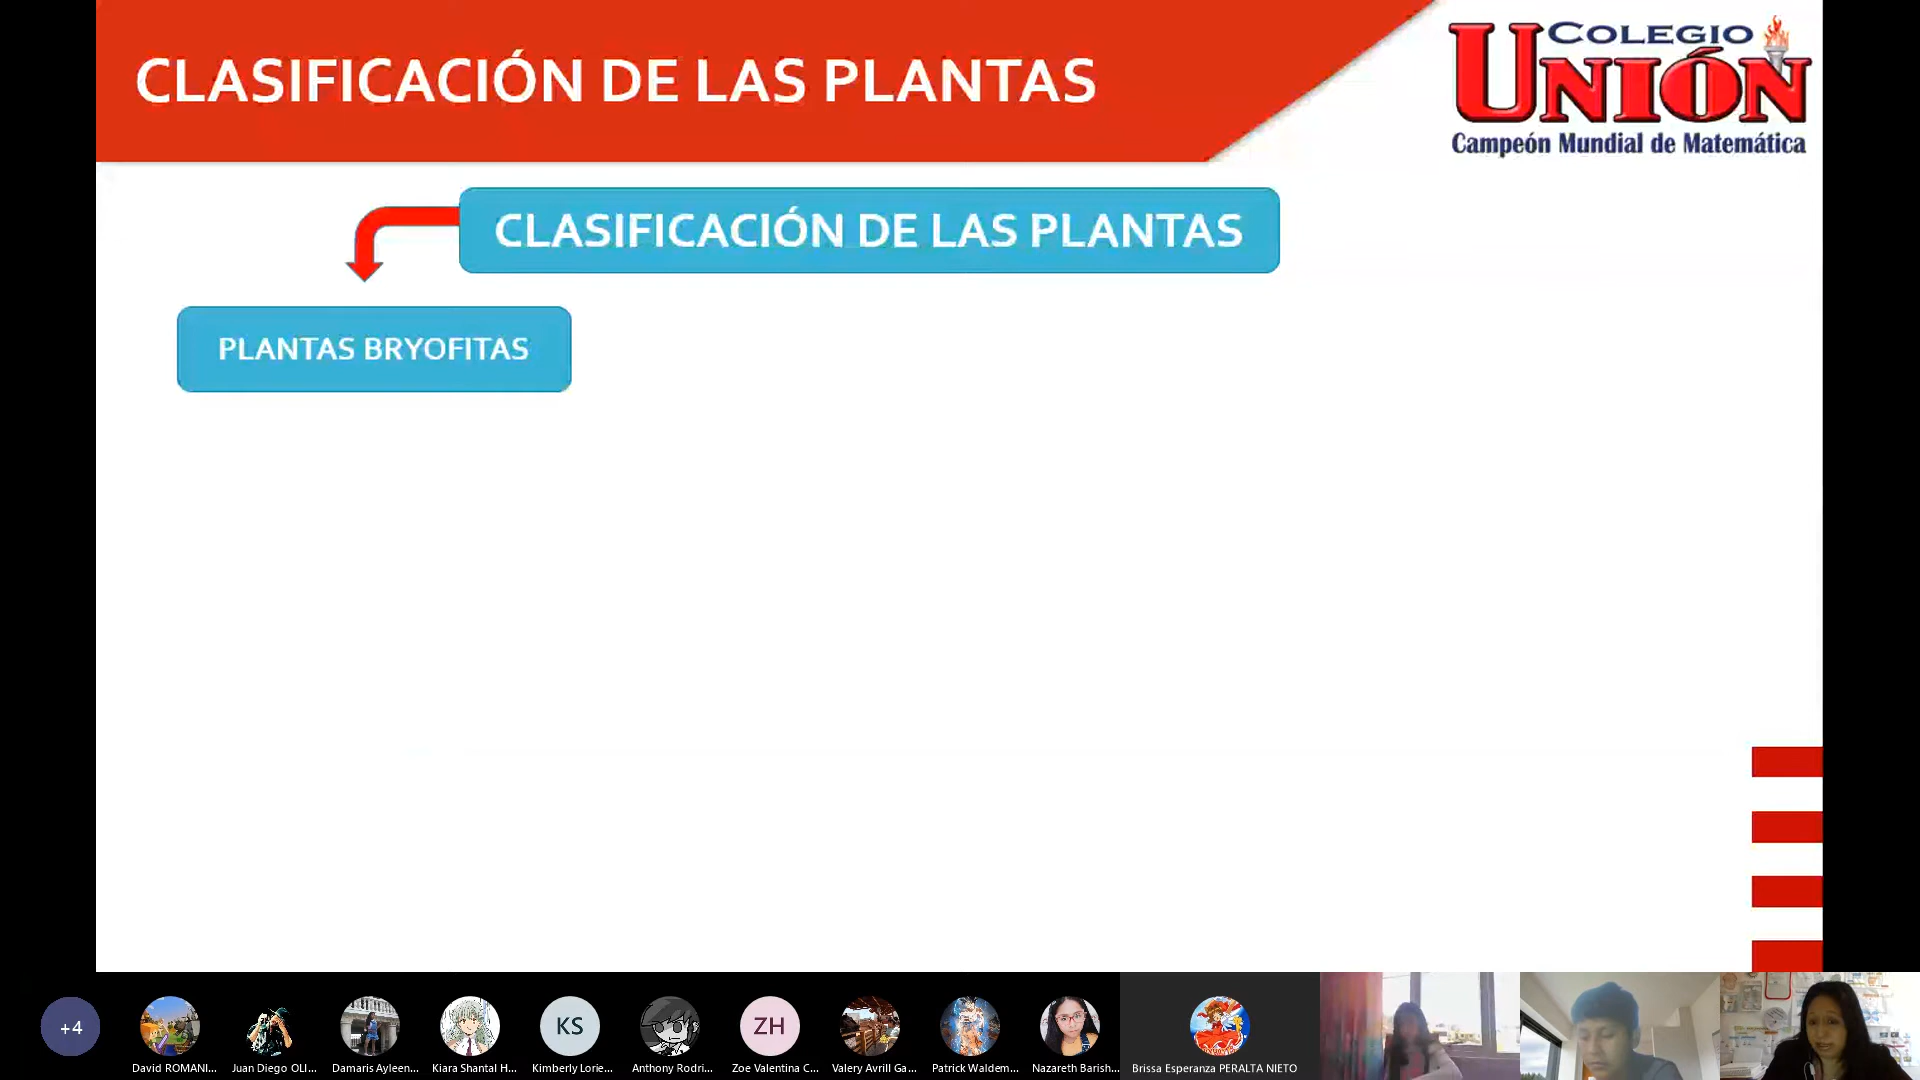 CLASIFICACIÓN DE LAS PLANTAS
COLEGIO
UNIÓN
Campeón Mundial de Matemática
CLASIFICACIÓN DE LAS PLANTAS
PLANTAS BRYOFITAS
+4
KS
ZH
David ROMANI...
Juan Diego OLI...
Damaris Ayleen...
Kiara Shantal H...
Kimberly Lorie...
Anthony Rodri...
Zoe Valentina C...
Valery Avrill Ga...
Patrick Waldem...
Nazareth Barish...
Brissa Esperanza PERALTA NIETO